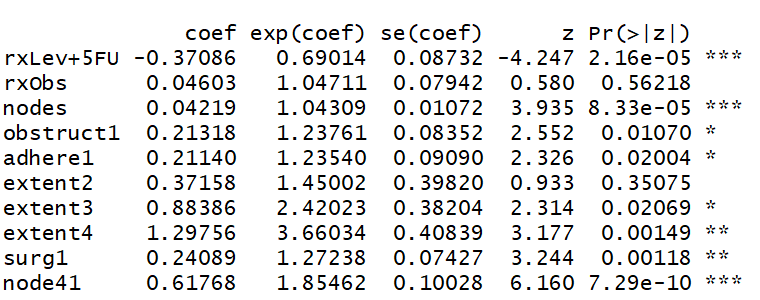 coef exp(coef) se(coef) z Pr(>|z|)
rxLev+5FU -0.37086 0.69014 0.08732 -4.247 2.16e-05 ***
rxObs 0.04603 1.04711 0.07942 0.580 0.56218
nodes 0.04219 1.04309 0.01072 3.935 8.33e-05 ***
obstruct1 0.21318 1.23761 0.08352 2.552 0.01070 *
adhere1 0.21140 1.23540 0.09090 2.326 0.02004 *
extent2 0.37158 1.45002 0.39820 0.933 0.35075
extent3 0.88386 2.42023 0.38204 2.314 0.02069 *
extent4 1.29756 3.66034 0.40839 3.177 0.00149 **
surg1 0.24089 1.27238 0.07427 3.244 0.00118 **
node41 0.61768 1.85462 0.10028 6.160 7.29e-10 ***